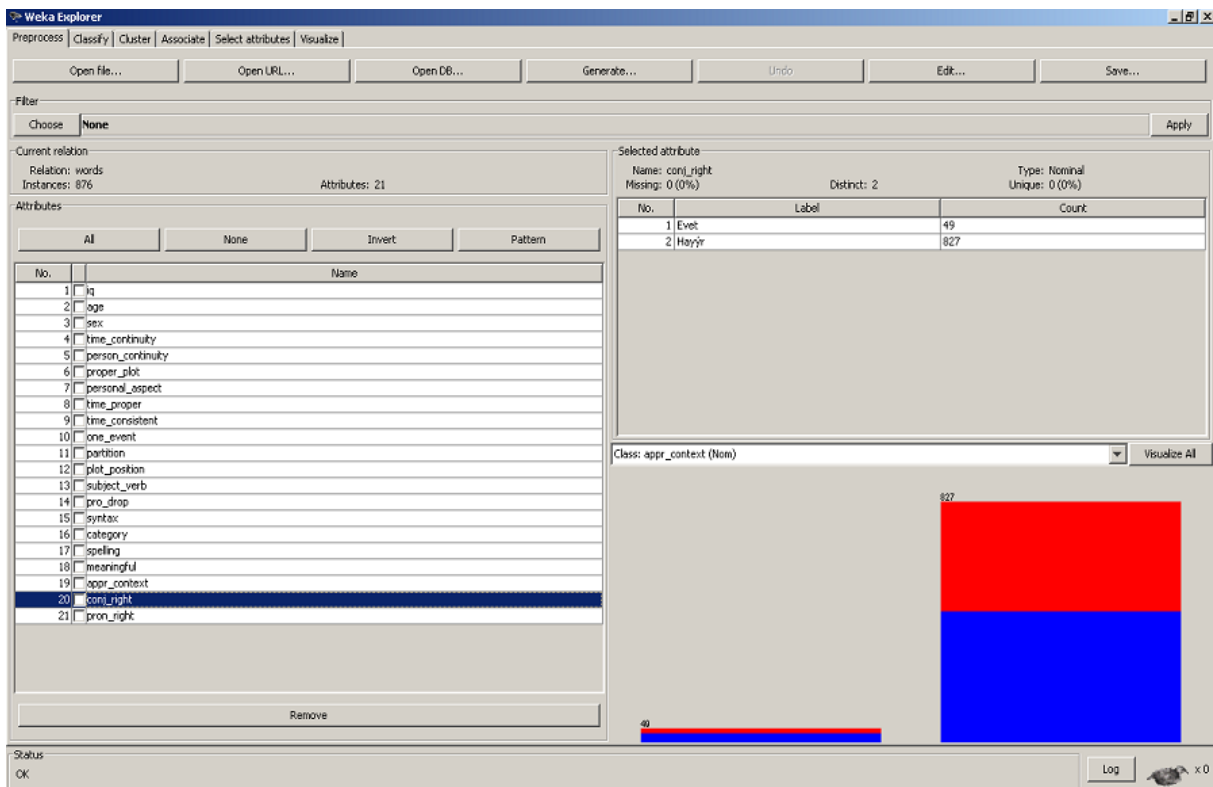 Weka Explorer
Preprocess Classify Cluster Associate Select attributes Visualize
Open file... Open URL... Open DB... Generate... Undo Edit... Save...
Filter
Choose None Apply
Current relation
Relation: words
Instances: 876 Attributes: 21
Attributes
All None Invert Pattern
No. Name
1 iq
2 age
3 sex
4 time_continuity
5 person_continuity
6 proper_plot
7 personal_aspect
8 time_proper
9 time_consistent
10 one_event
11 partition
12 plot_position
13 subject_verb
14 pro_drop
15 syntax
16 category
17 spelling
18 meaningful
19 appr_context
20 conj_right
21 pron_right
Remove
Selected attribute
Name: conj_right Type: Nominal
Missing: 0 (0%) Distinct: 2 Unique: 0 (0%)
No. Label Count
1 Evet 49
2 Hayýr 827
Class: appr_context (Nom) Visualize All
827
49
Status
OK
Log x 0